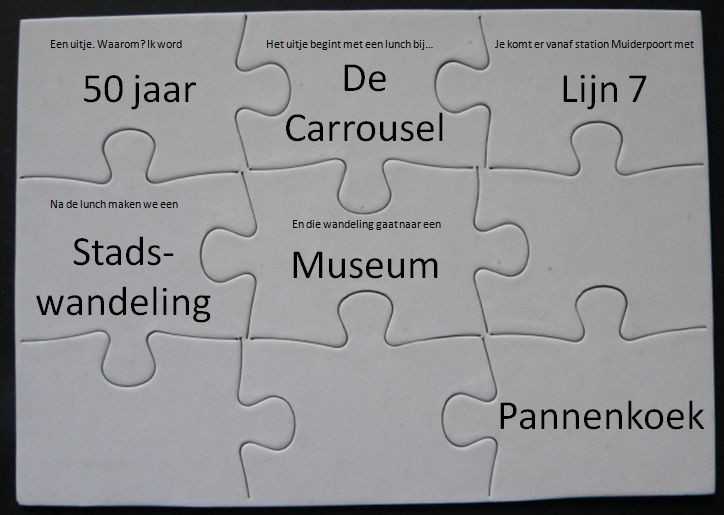 Een uitje. Waarom? Ik word
50 jaar
Het uitje begint met een lunch bij...
De
Carrousel
Je komt er vanaf station Muiderpoort met
Lijn 7
Na de lunch maken we een
Stads-
wandeling
En die wandeling gaat naar een
Museum
Pannenkoek